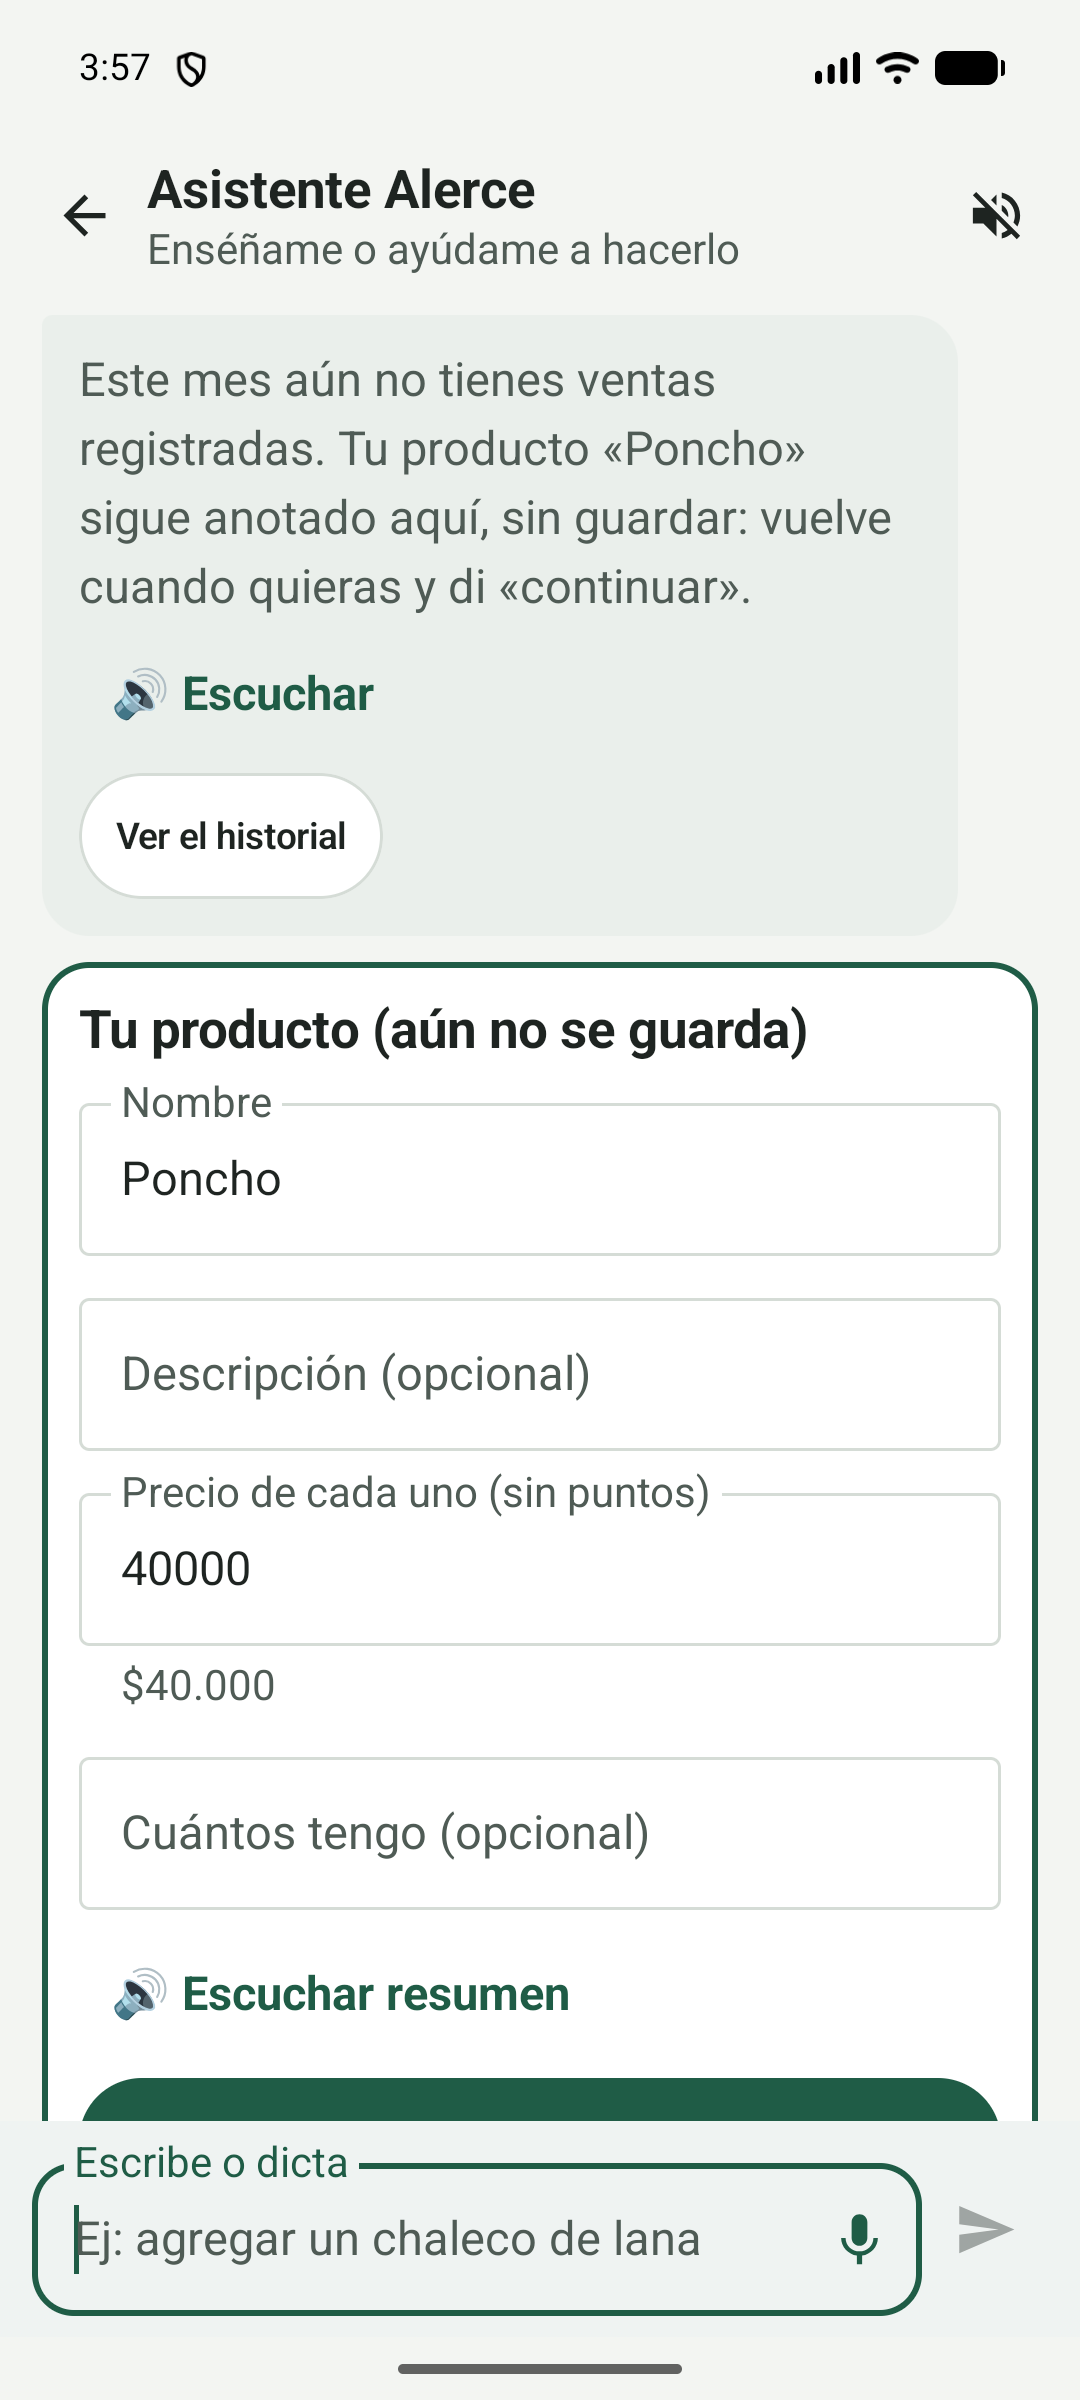 3:57
Asistente Alerce
Enséñame o ayúdame a hacerlo
Este mes aún no tienes ventas
registradas. Tu producto «Poncho»
sigue anotado aquí, sin guardar: vuelve
cuando quieras y di «continuar».
Escuchar
Ver el historial
Tu producto (aún no se guarda)
Nombre
Poncho
Descripción (opcional)
Precio de cada uno (sin puntos)
40000
$40.000
Cuántos tengo (opcional)
Escuchar resumen
Escribe o dicta
Ej: agregar un chaleco de lana